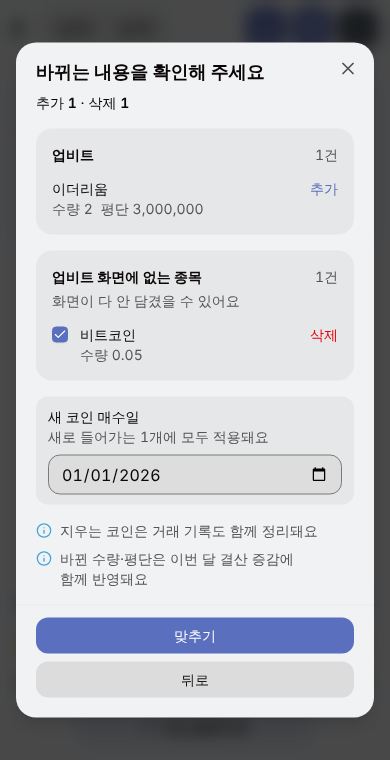 바뀌는 내용을 확인해 주세요
추가 1 · 삭제 1
업비트 1건
이더리움 추가
수량 2 평단 3,000,000
업비트 화면에 없는 종목 1건
화면이 다 안 담겼을 수 있어요
비트코인 삭제
수량 0.05
새 코인 매수일
새로 들어가는 1개에 모두 적용돼요
01/01/2026
지우는 코인은 거래 기록도 함께 정리돼요
바뀐 수량·평단은 이번 달 결산 증감에
함께 반영돼요
맞추기
뒤로